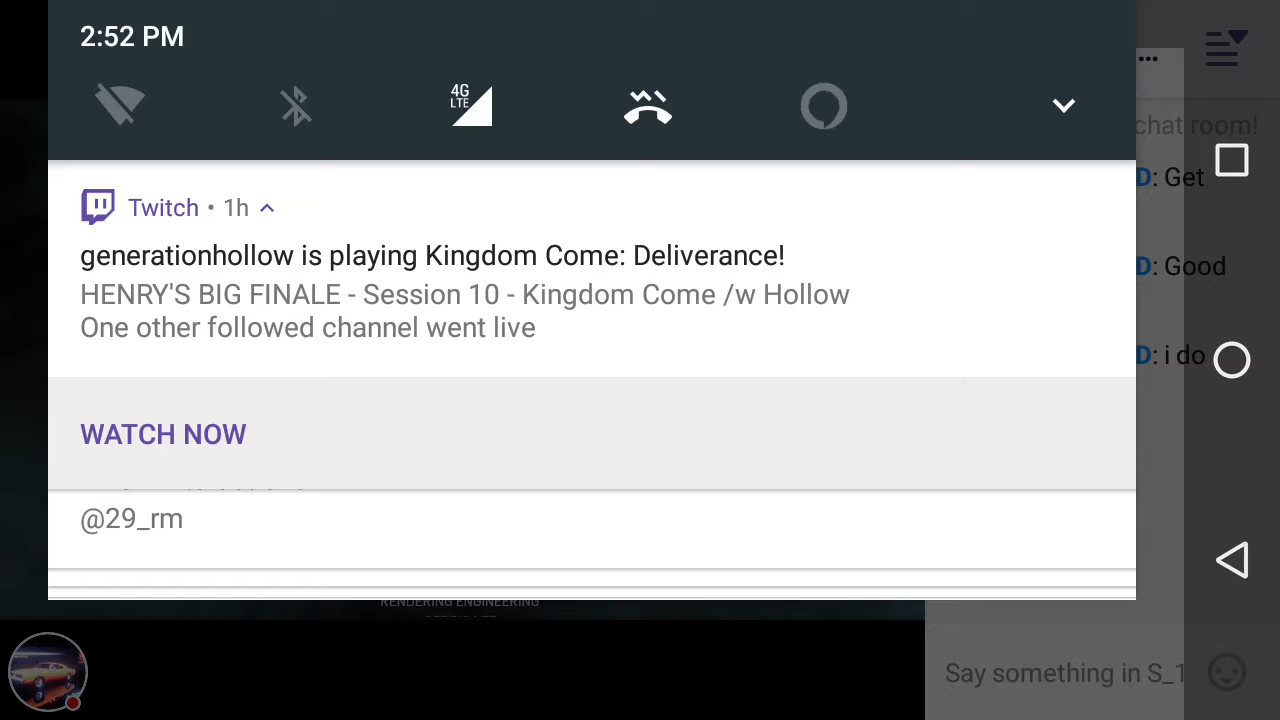 2:52 PM
4G
LTE
Twitch • 1h
generationhollow is playing Kingdom Come: Deliverance!
HENRY'S BIG FINALE - Session 10 - Kingdom Come /w Hollow
One other followed channel went live
WATCH NOW
@29_rm
chat room!
D: Get
D: Good
D: i do
RENDERING ENGINEERING
Say something in S_1